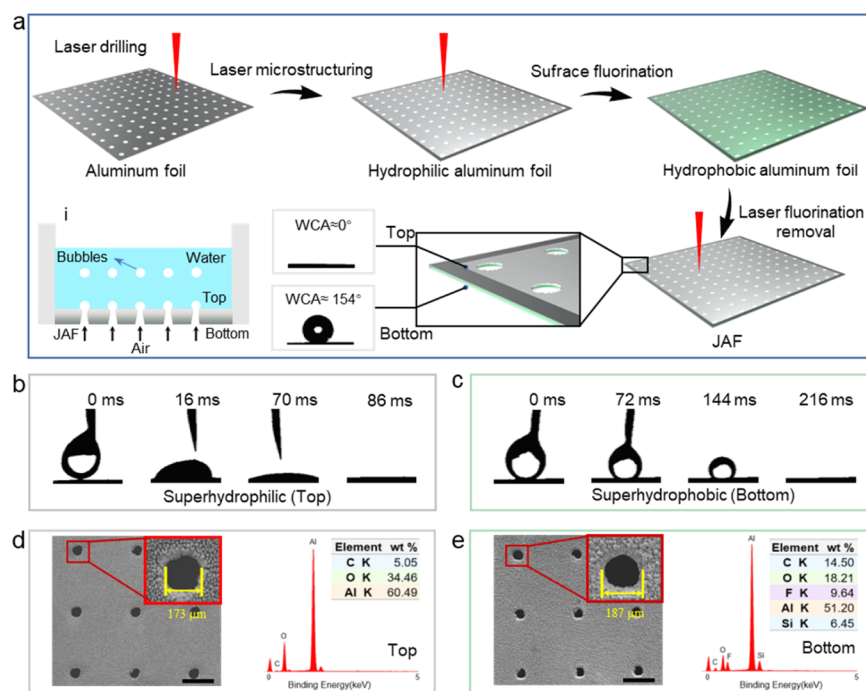 a
Laser drilling
Laser microstructuring
Sufrace fluorination
Aluminum foil
Hydrophilic aluminum foil
Hydrophobic aluminum foil
Laser fluorination
removal
i
Bubbles
Water
Top
JAF
Air
Bottom
WCA≈0°
Top
WCA≈ 154°
Bottom
JAF
b
0 ms
16 ms
70 ms
86 ms
Superhydrophilic (Top)
c
0 ms
72 ms
144 ms
216 ms
Superhydrophobic (Bottom)
d
173 μm
Al
O
C
Element wt %
C K 5.05
O K 34.46
Al K 60.49
Top
0
5
Binding Energy(keV)
e
187 μm
Al
O
C
F
Si
Element wt %
C K 14.50
O K 18.21
F K 9.64
Al K 51.20
Si K 6.45
Bottom
0
5
Binding Energy(keV)